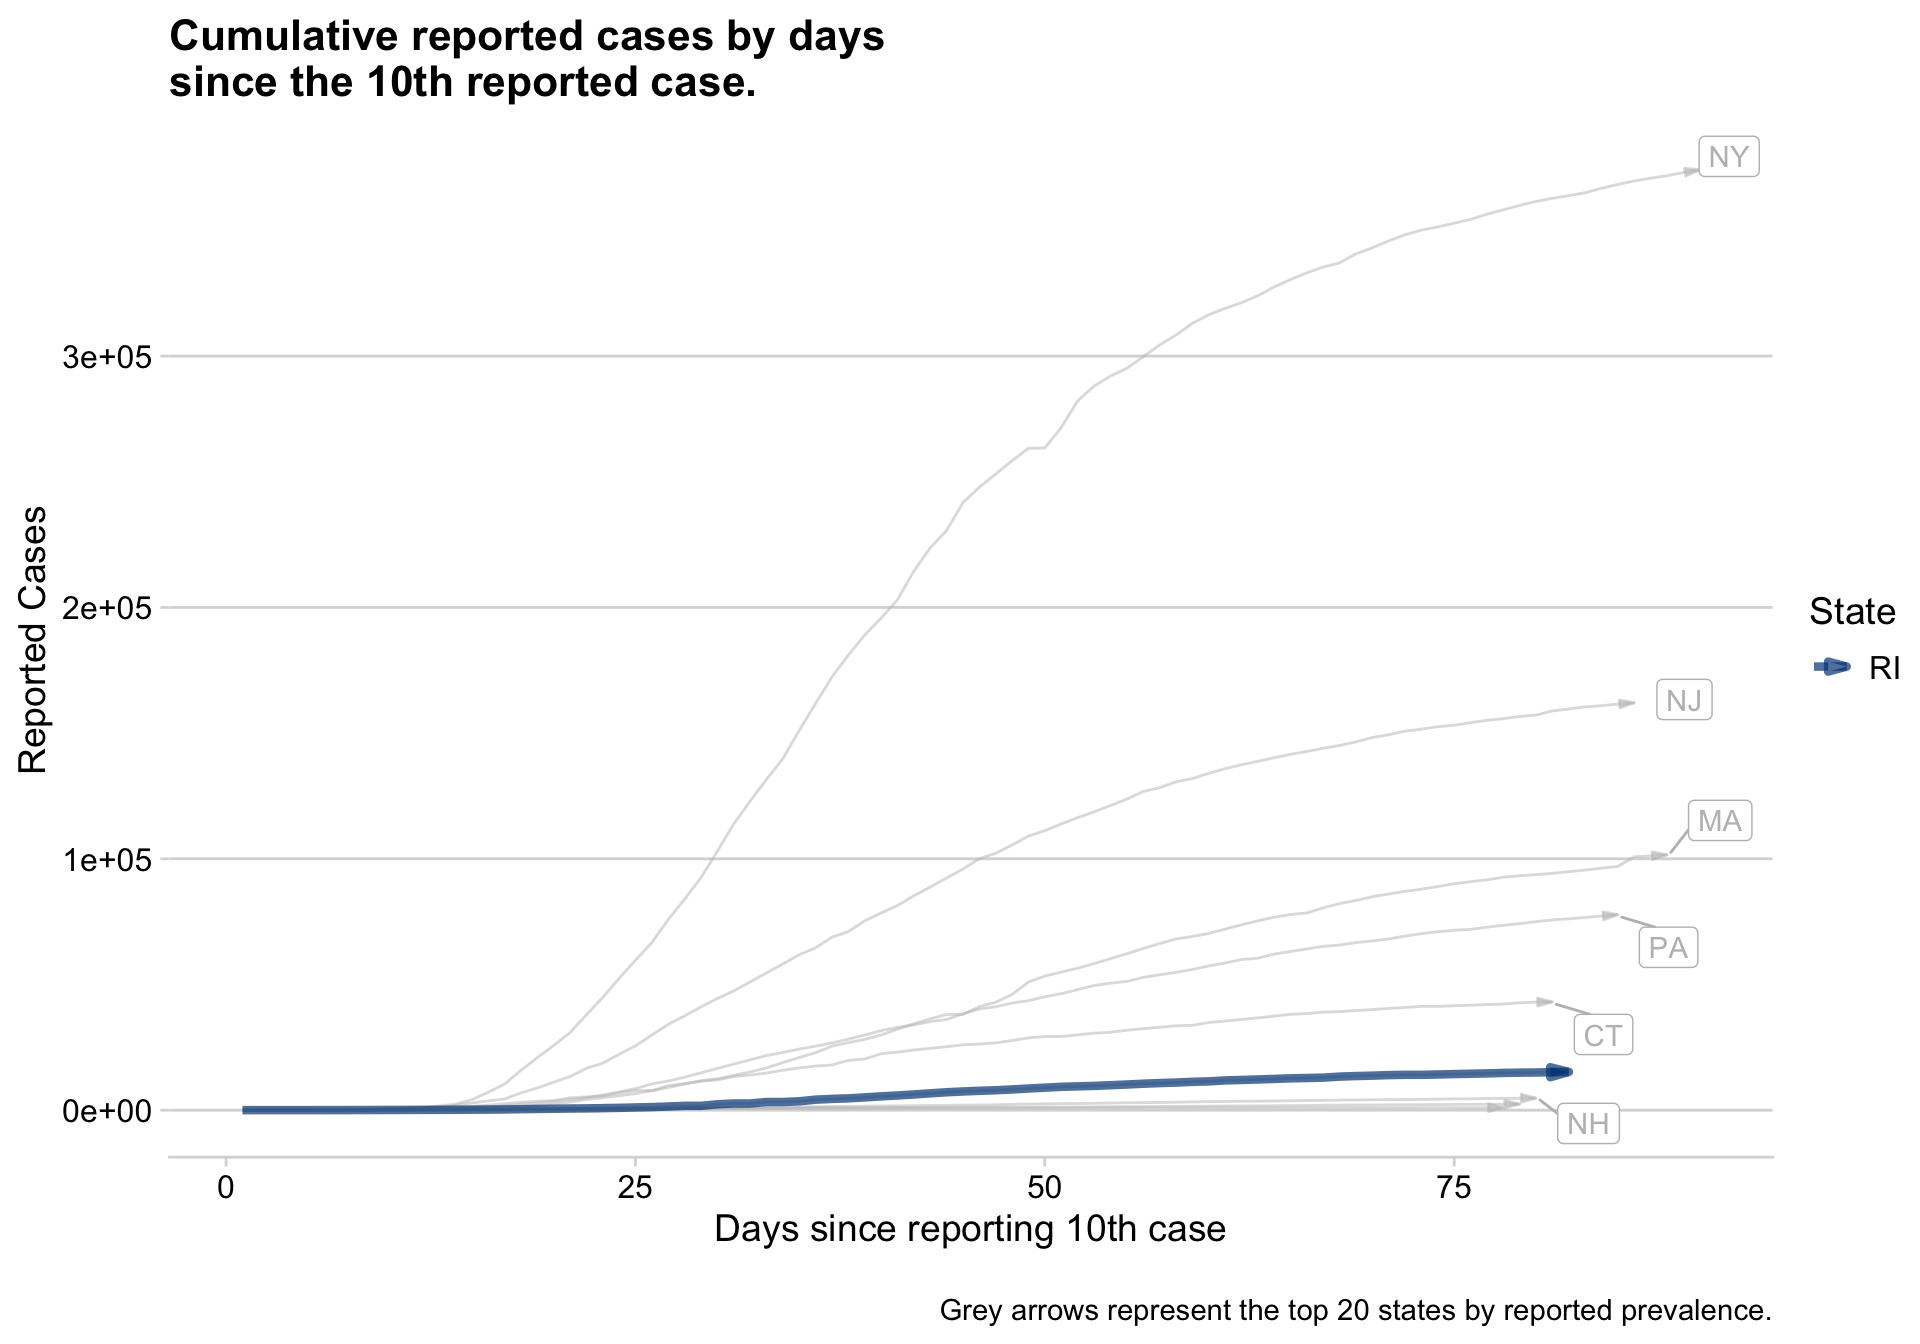 Cumulative reported cases by days
since the 10th reported case.
NY
3e+05
2e+05
Reported Cases
State
RI
NJ
MA
1e+05
PA
CT
0e+00
NH
0
25
50
75
Days since reporting 10th case
Grey arrows represent the top 20 states by reported prevalence.